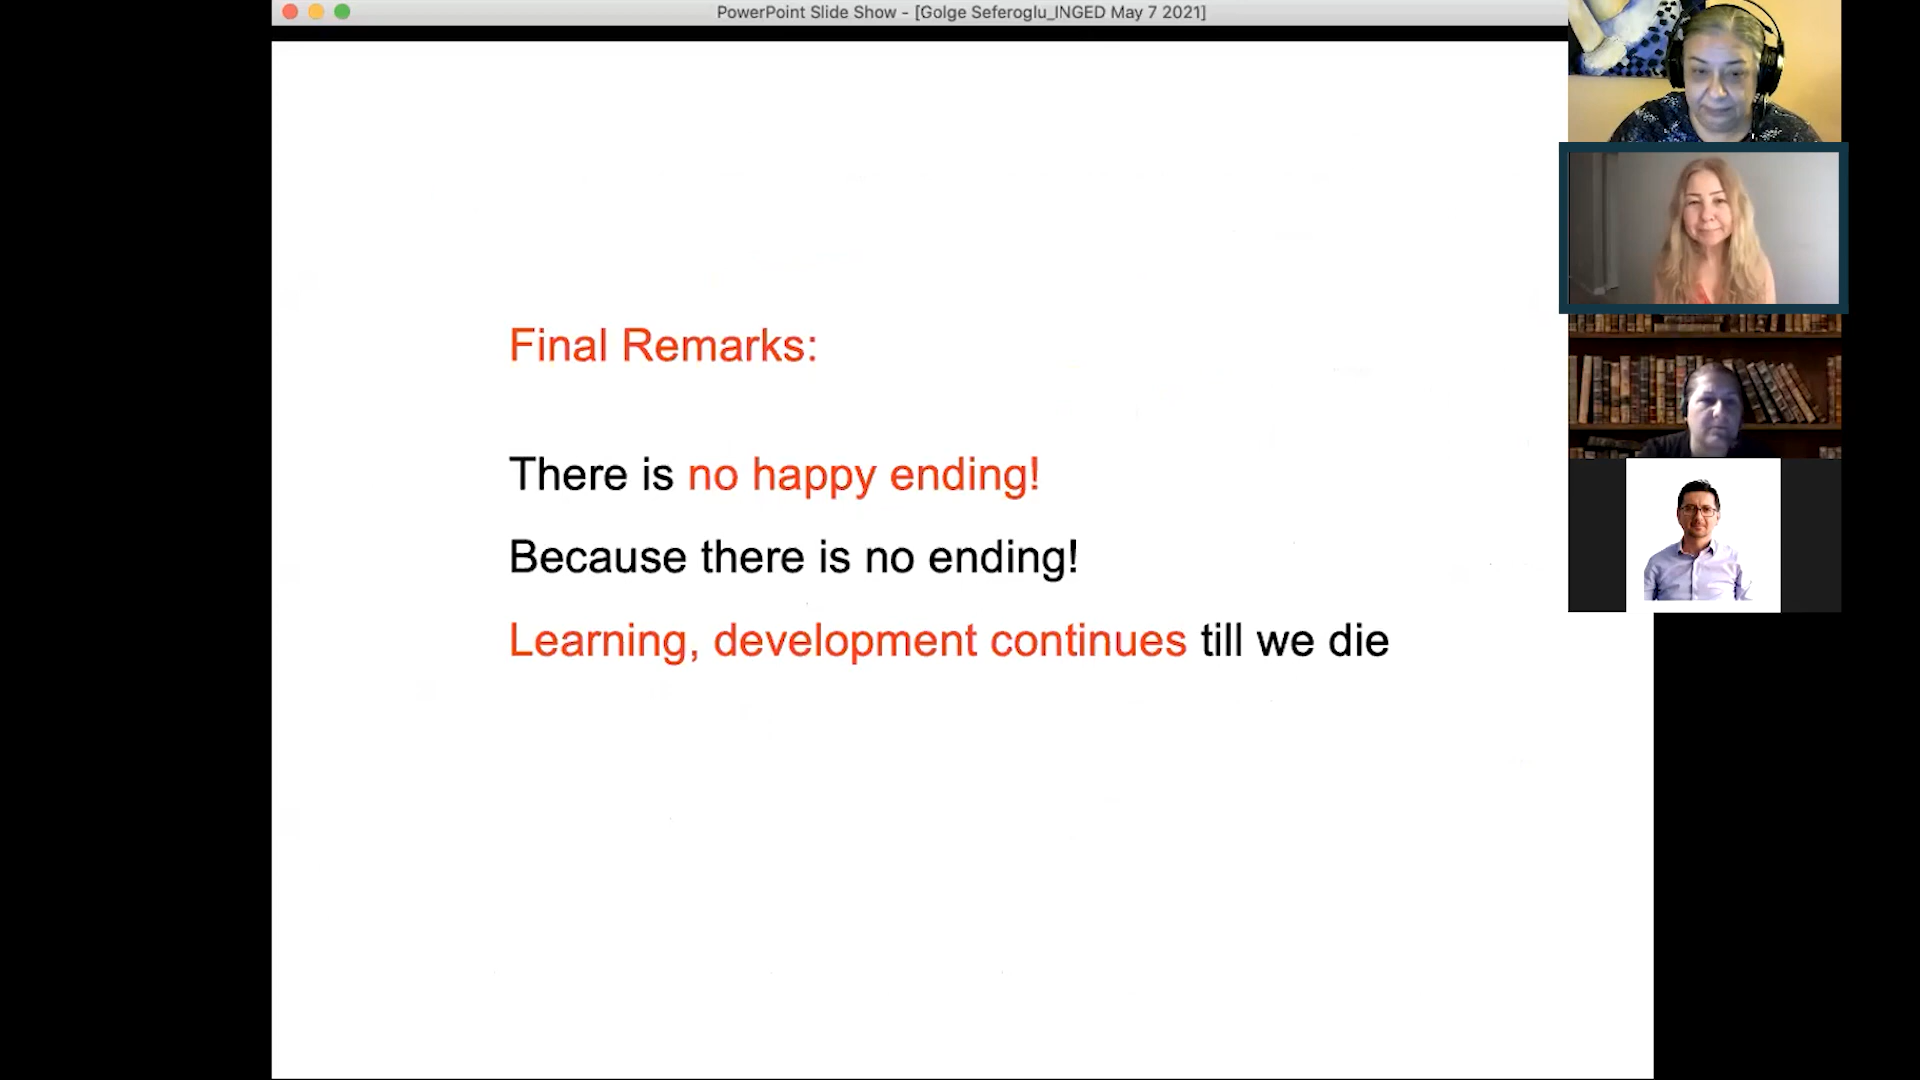 PowerPoint Slide Show - [Golge Seferoglu_INGED May 7 2021]
Final Remarks:
There is no happy ending!
Because there is no ending!
Learning, development continues till we die